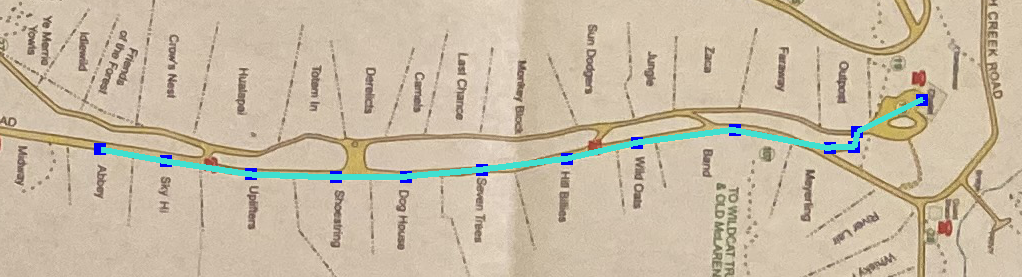 Ye Merrie
Yowls
Idlewild
Friends
of the Forest
Crow's Nest
Hualapai
Totem In
Derelicts
Camels
Last Chance
Monkey Block
Sun Dodgers
Jungle
Zaca
Faraway
Outpost
H CREEK ROAD
AD
Midway
Abbey
Sky Hi
Uplifters
Shoestring
Dog House
Seven Trees
Hill Billies
Wild Oats
Band
TO WILDCAT TR
& OLD McLAREN
Meyerling
River Lair
Whisky